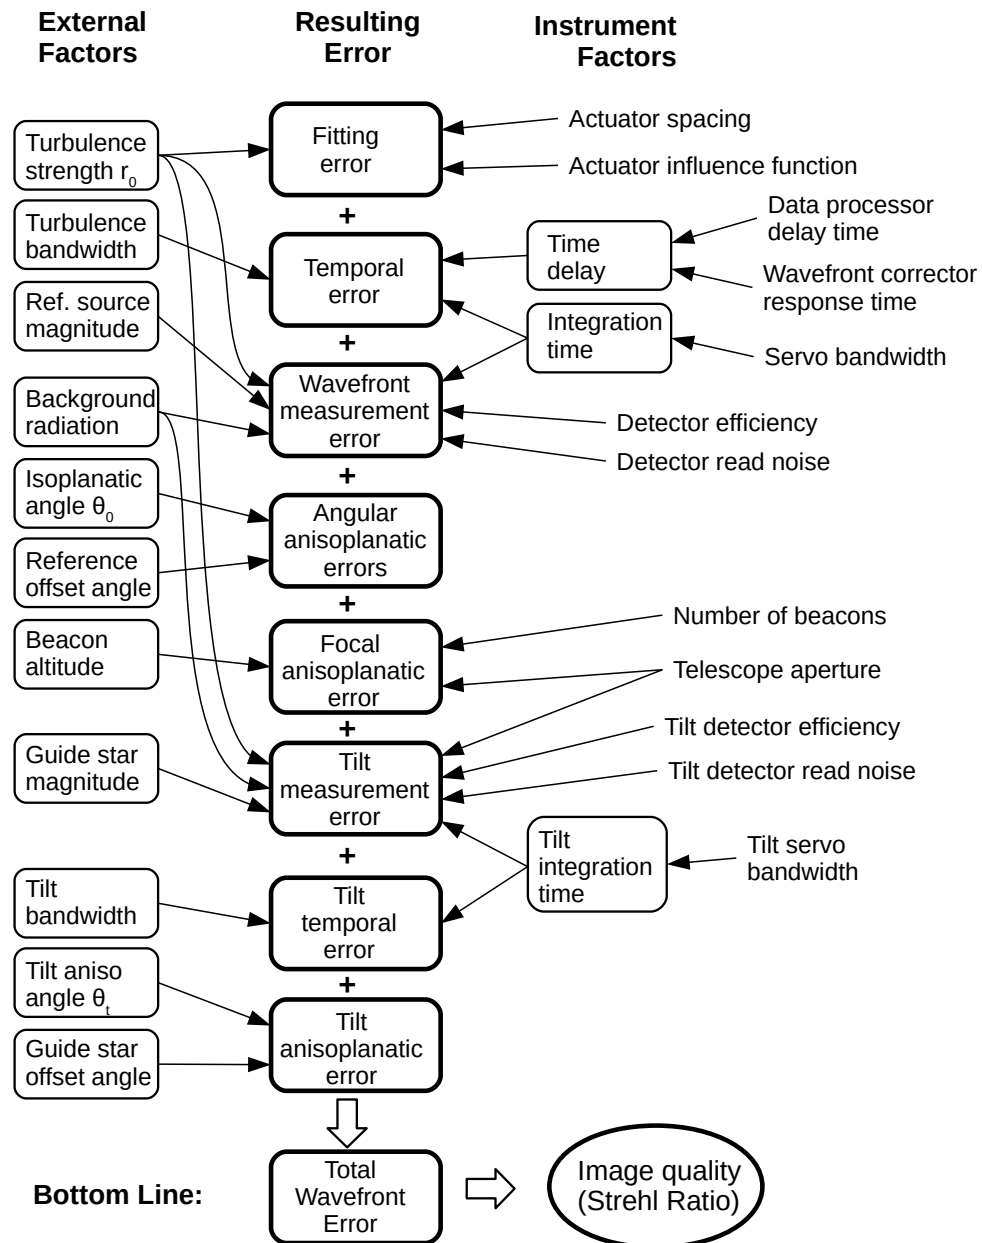 External
Factors
Resulting
Error
Instrument
Factors
Turbulence
strength r₀
Turbulence
bandwidth
Ref. source
magnitude
Background
radiation
Isoplanatic
angle θ₀
Reference
offset angle
Beacon
altitude
Guide star
magnitude
Tilt
bandwidth
Tilt aniso
angle θₜ
Guide star
offset angle
Fitting
error
+
Temporal
error
+
Wavefront
measurement
error
+
Angular
anisoplanatic
errors
+
Focal
anisoplanatic
error
+
Tilt
measurement
error
+
Tilt
temporal
error
+
Tilt
anisoplanatic
error
Actuator spacing
Actuator influence function
Time
delay
Data processor
delay time
Wavefront corrector
response time
Integration
time
Servo bandwidth
Detector efficiency
Detector read noise
Number of beacons
Telescope aperture
Tilt detector efficiency
Tilt detector read noise
Tilt
integration
time
Tilt servo
bandwidth
Bottom Line:
Total
Wavefront
Error
Image quality
(Strehl Ratio)